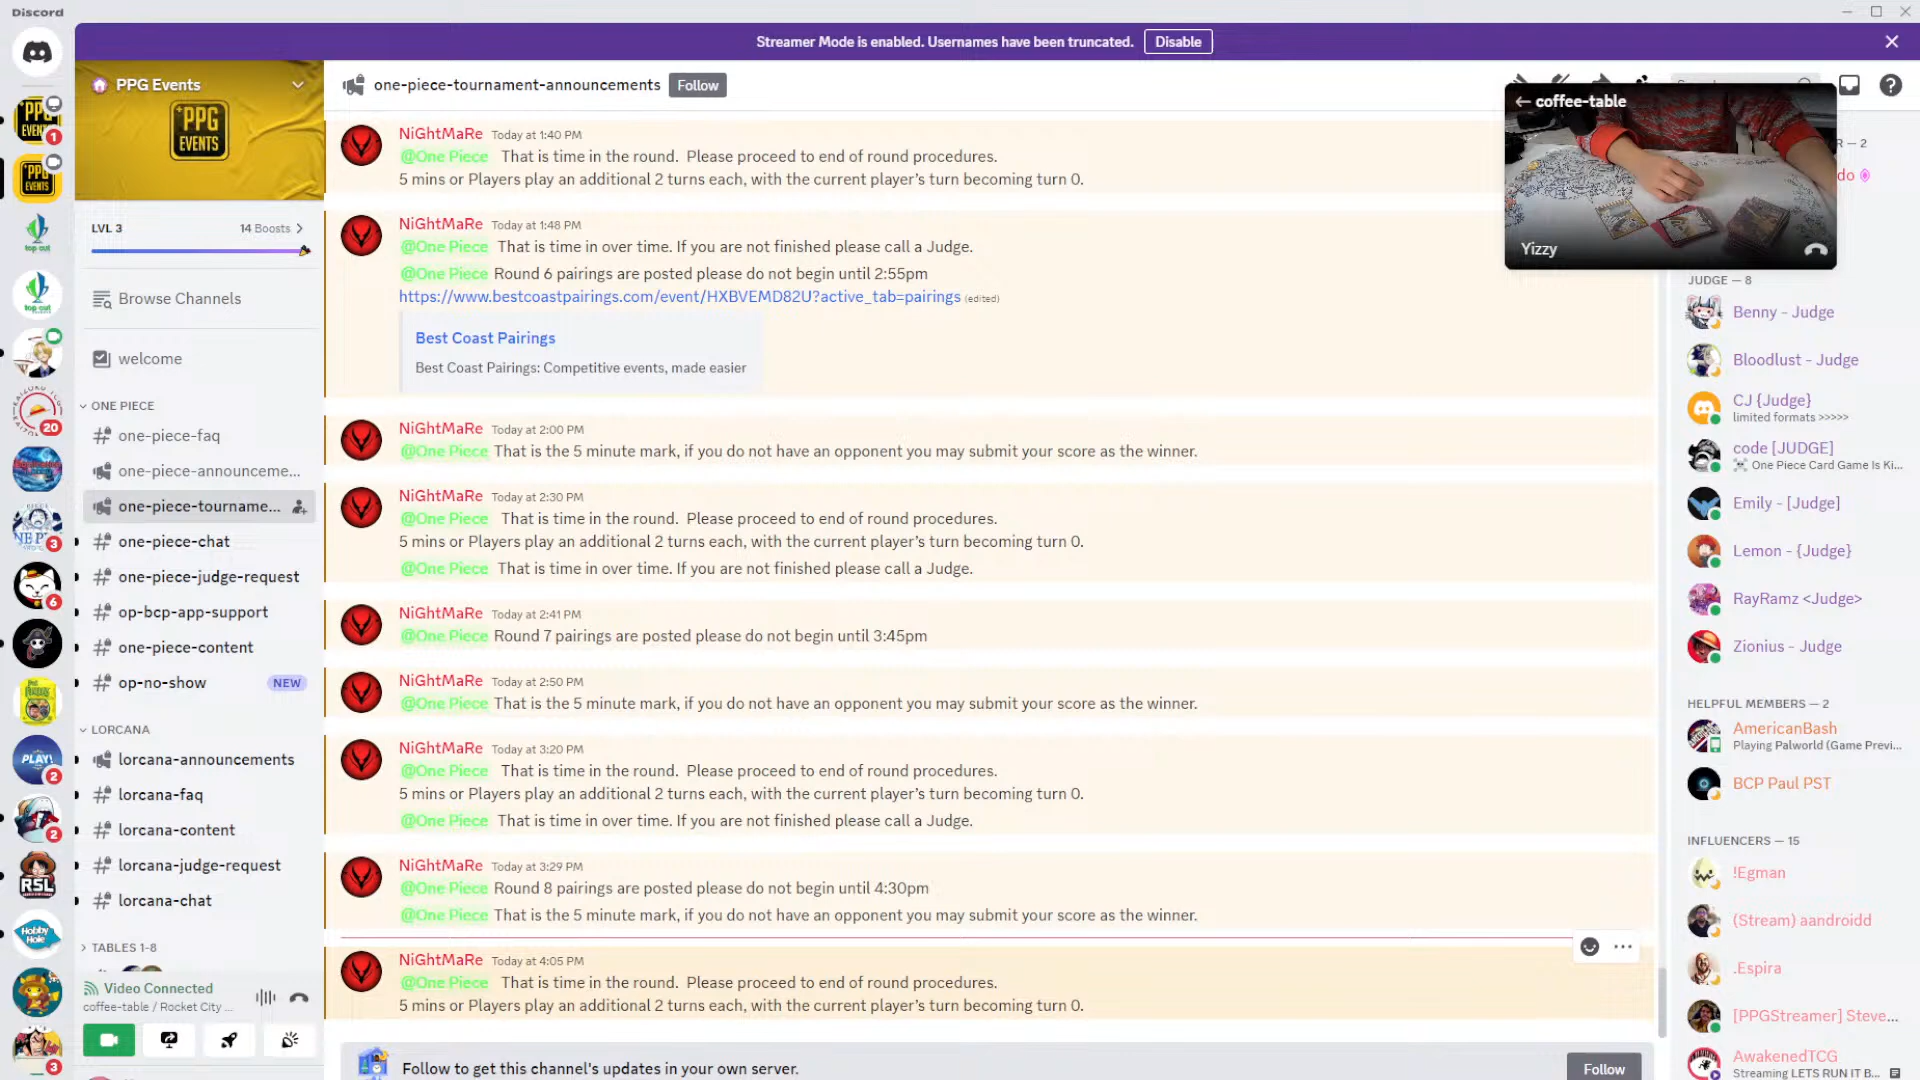 Discord
Streamer Mode is enabled. Usernames have been truncated.
Disable
PPG Events
+PPG
EVENTS
LVL 3
14 Boosts
Browse Channels
welcome
ONE PIECE
one-piece-faq
one-piece-announceme...
one-piece-tourname...
one-piece-chat
one-piece-judge-request
op-bcp-app-support
one-piece-content
op-no-show
NEW
LORCANA
lorcana-announcements
lorcana-faq
lorcana-content
lorcana-judge-request
lorcana-chat
TABLES 1-8
Video Connected
coffee-table / Rocket City ...
one-piece-tournament-announcements
Follow
NiGhtMaRe Today at 1:40 PM
@One Piece That is time in the round. Please proceed to end of round procedures.
5 mins or Players play an additional 2 turns each, with the current player's turn becoming turn 0.
NiGhtMaRe Today at 1:48 PM
@One Piece That is time in over time. If you are not finished please call a Judge.
@One Piece Round 6 pairings are posted please do not begin until 2:55pm
https://www.bestcoastpairings.com/event/HXBVEMD82U?active_tab=pairings (edited)
Best Coast Pairings
Best Coast Pairings: Competitive events, made easier
NiGhtMaRe Today at 2:00 PM
@One Piece That is the 5 minute mark, if you do not have an opponent you may submit your score as the winner.
NiGhtMaRe Today at 2:30 PM
@One Piece That is time in the round. Please proceed to end of round procedures.
5 mins or Players play an additional 2 turns each, with the current player's turn becoming turn 0.
@One Piece That is time in over time. If you are not finished please call a Judge.
NiGhtMaRe Today at 2:41 PM
@One Piece Round 7 pairings are posted please do not begin until 3:45pm
NiGhtMaRe Today at 2:50 PM
@One Piece That is the 5 minute mark, if you do not have an opponent you may submit your score as the winner.
NiGhtMaRe Today at 3:20 PM
@One Piece That is time in the round. Please proceed to end of round procedures.
5 mins or Players play an additional 2 turns each, with the current player's turn becoming turn 0.
@One Piece That is time in over time. If you are not finished please call a Judge.
NiGhtMaRe Today at 3:29 PM
@One Piece Round 8 pairings are posted please do not begin until 4:30pm
@One Piece That is the 5 minute mark, if you do not have an opponent you may submit your score as the winner.
NiGhtMaRe Today at 4:05 PM
@One Piece That is time in the round. Please proceed to end of round procedures.
5 mins or Players play an additional 2 turns each, with the current player's turn becoming turn 0.
Follow to get this channel's updates in your own server.
Follow
coffee-table
Yizzy
R — 2
do
JUDGE — 8
Benny - Judge
Bloodlust - Judge
CJ {Judge}
limited formats >>>>>
code [JUDGE]
One Piece Card Game Is Ki...
Emily - [Judge]
Lemon - {Judge}
RayRamz <Judge>
Zionius - Judge
HELPFUL MEMBERS — 2
AmericanBash
Playing Palworld (Game Previ...
BCP Paul PST
INFLUENCERS — 15
!Egman
(Stream) aandroidd
.Espira
[PPGStreamer] Steve...
AwakenedTCG
Streaming LETS RUN IT B...
1
top cut
top cut
20
3
6
PLAY!
2
2
RSL
Hobby
Hole
3